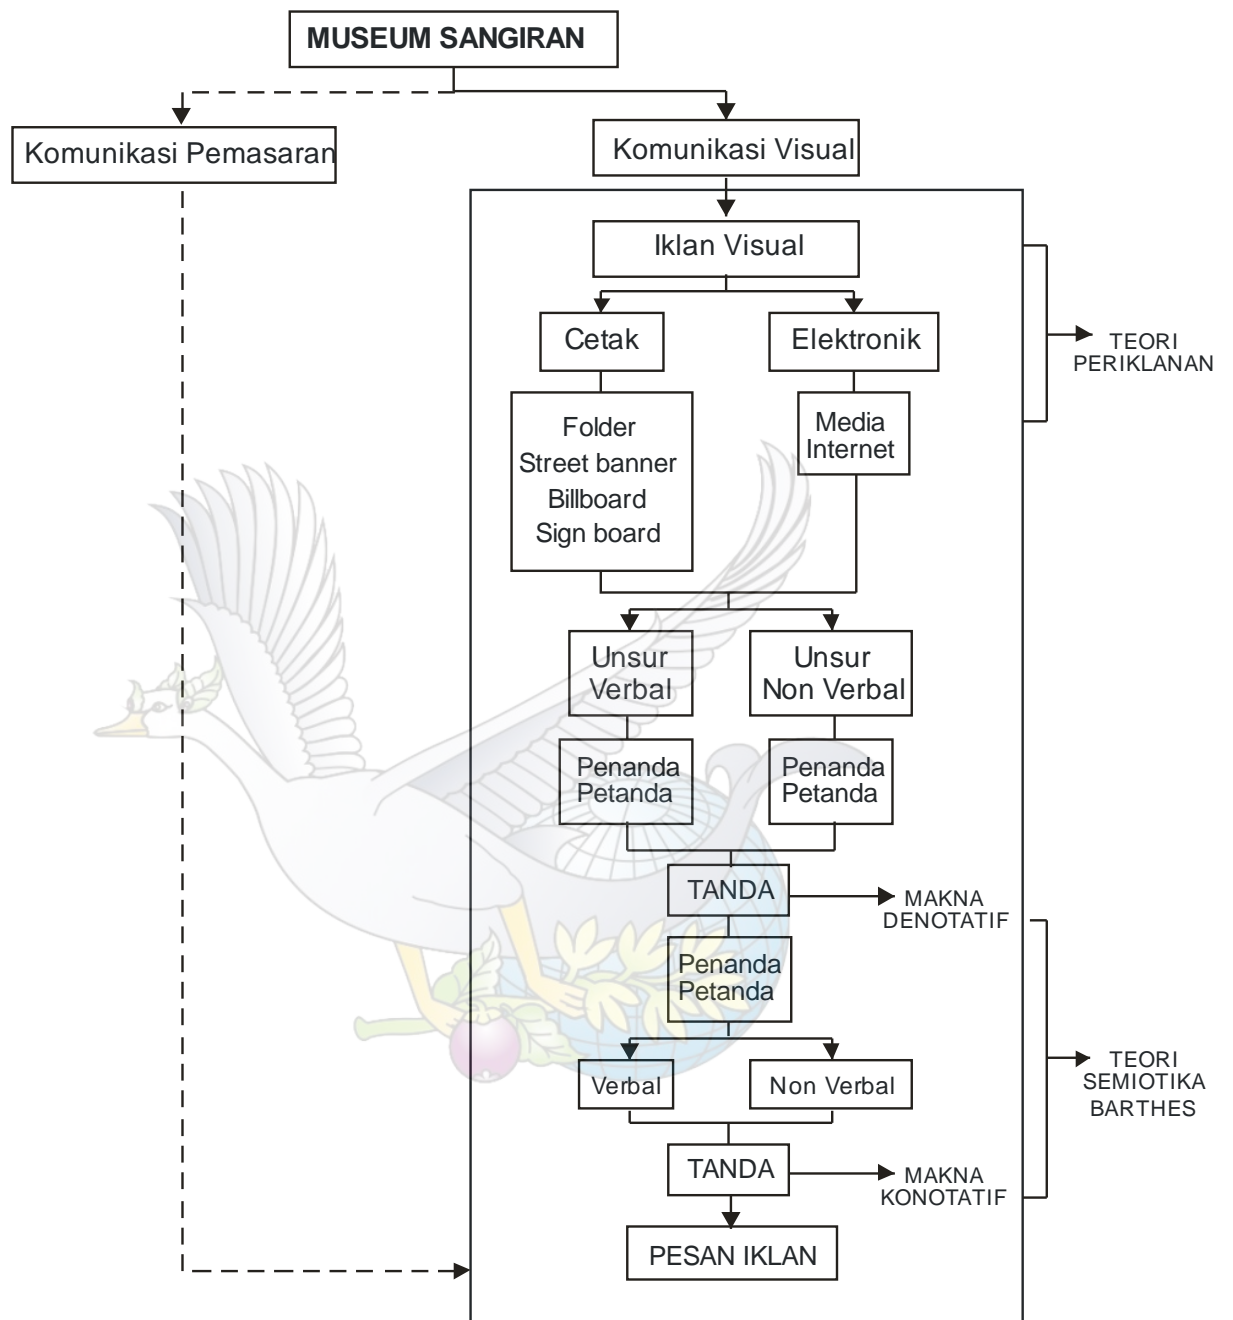 MUSEUM SANGIRAN
Komunikasi Pemasaran
Komunikasi Visual
Iklan Visual
Cetak
Elektronik
TEORI
PERIKLANAN
Folder
Street banner
Billboard
Sign board
Media
Internet
Unsur
Verbal
Unsur
Non Verbal
Penanda
Petanda
Penanda
Petanda
TANDA
MAKNA
DENOTATIF
Penanda
Petanda
Verbal
Non Verbal
TEORI
SEMIOTIKA
BARTHES
TANDA
MAKNA
KONOTATIF
PESAN IKLAN